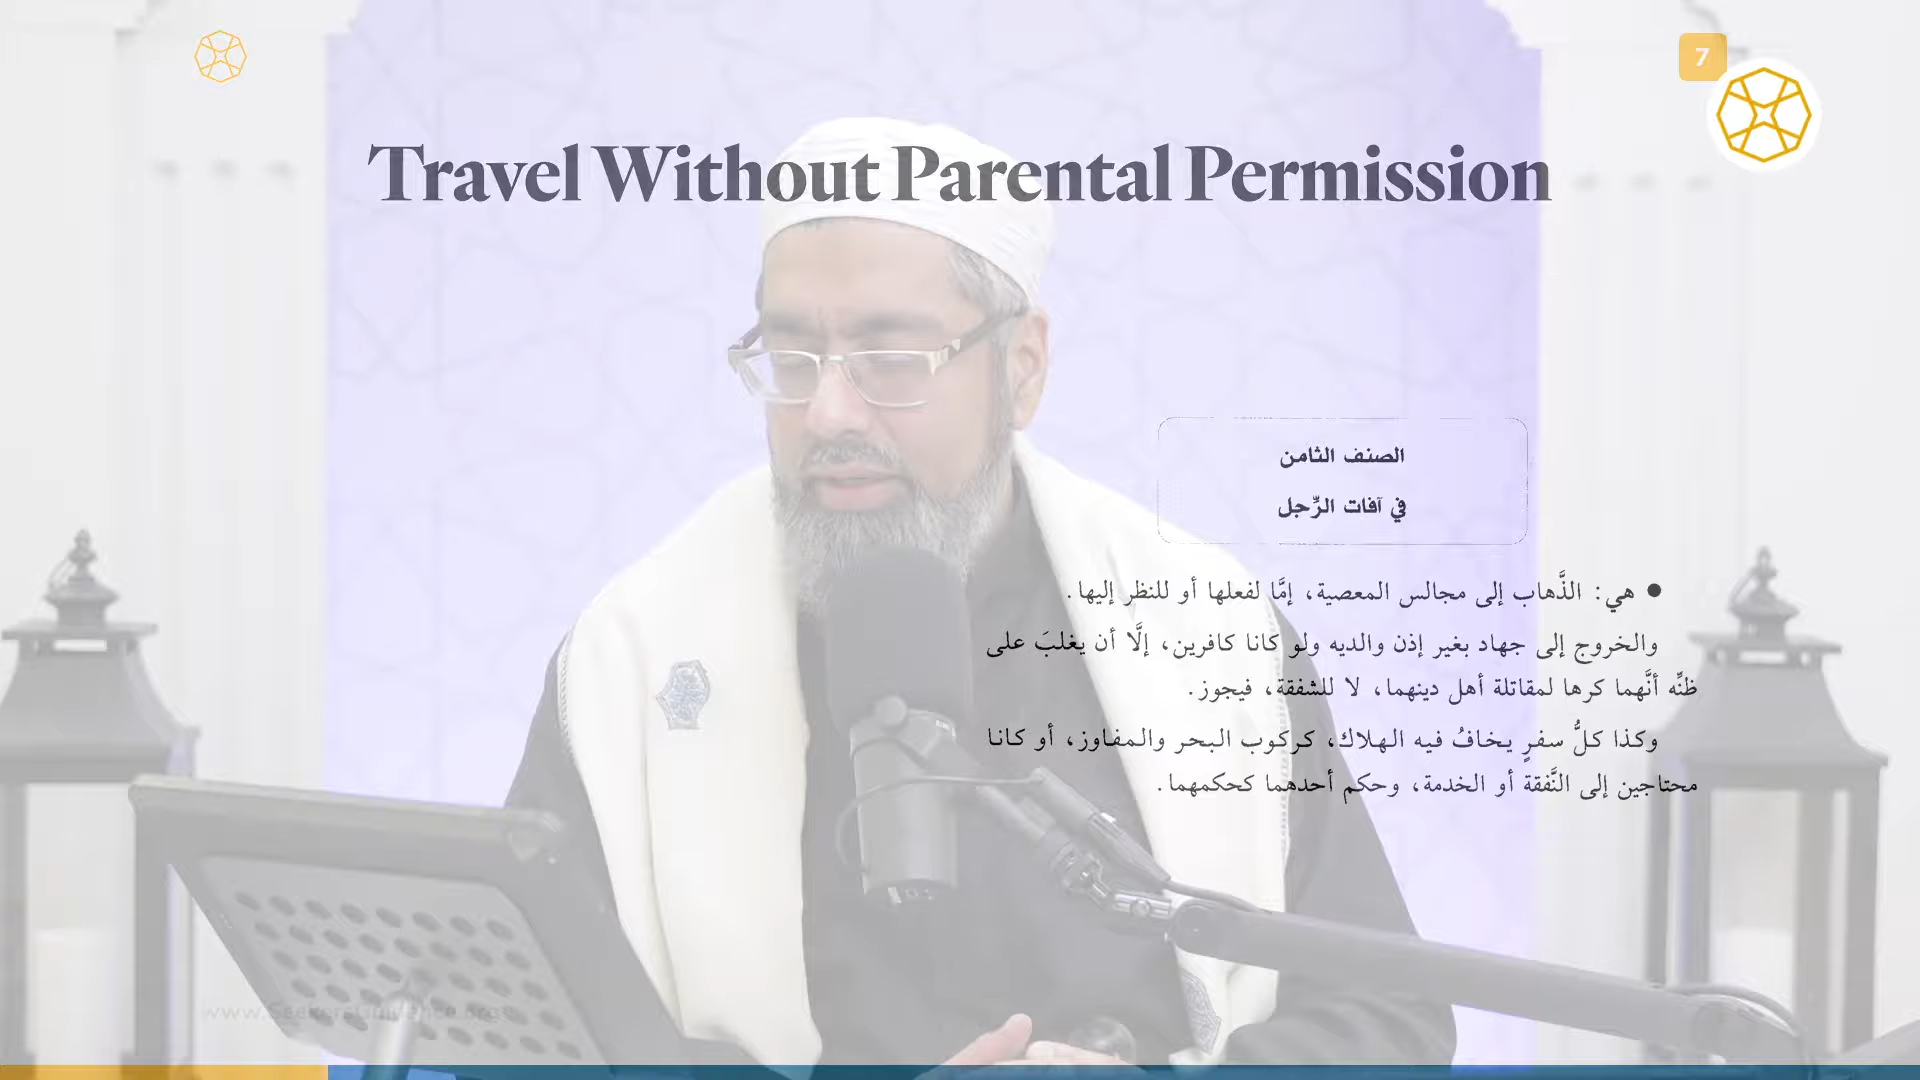 7
Travel Without Parental Permission
الصنف الثامن
في آفات الرِّجل
● هي: الذَّهاب إلى مجالس المعصية، إمَّا لفعلها أو للنظر إليها.
والخروج إلى جهاد بغير إذن والديه ولو كانا كافرين، إلَّا أن يغلبَ على
ظنِّه أنَّهما كرها لمقاتلة أهل دينهما، لا للشفقة، فيجوز.
وكذا كلُّ سفرٍ يخافُ فيه الهلاك، كركوب البحر والمفاوز، أو كانا
محتاجين إلى النَّفقة أو الخدمة، وحكم أحدهما كحكمهما.
www.SeekersGuidance.org